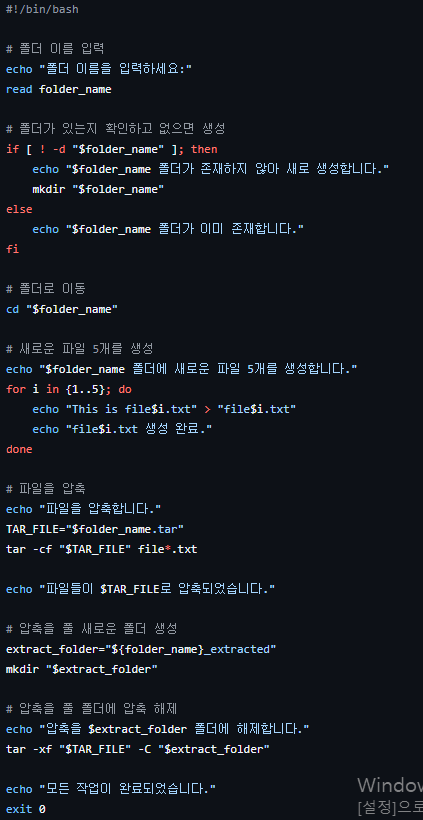 #!/bin/bash
# 폴더 이름 입력
echo "폴더 이름을 입력하세요:"
read folder_name
# 폴더가 있는지 확인하고 없으면 생성
if [ ! -d "$folder_name" ]; then
    echo "$folder_name 폴더가 존재하지 않아 새로 생성합니다."
    mkdir "$folder_name"
else
    echo "$folder_name 폴더가 이미 존재합니다."
fi
# 폴더로 이동
cd "$folder_name"
# 새로운 파일 5개를 생성
echo "$folder_name 폴더에 새로운 파일 5개를 생성합니다."
for i in {1..5}; do
    echo "This is file$i.txt" > "file$i.txt"
    echo "file$i.txt 생성 완료."
done
# 파일을 압축
echo "파일을 압축합니다."
TAR_FILE="$folder_name.tar"
tar -cf "$TAR_FILE" file*.txt
echo "파일들이 $TAR_FILE로 압축되었습니다."
# 압축을 풀 새로운 폴더 생성
extract_folder="${folder_name}_extracted"
mkdir "$extract_folder"
# 압축을 풀 폴더에 압축 해제
echo "압축을 $extract_folder 폴더에 해제합니다."
tar -xf "$TAR_FILE" -C "$extract_folder"
echo "모든 작업이 완료되었습니다."
exit 0
Window
[설정]으로